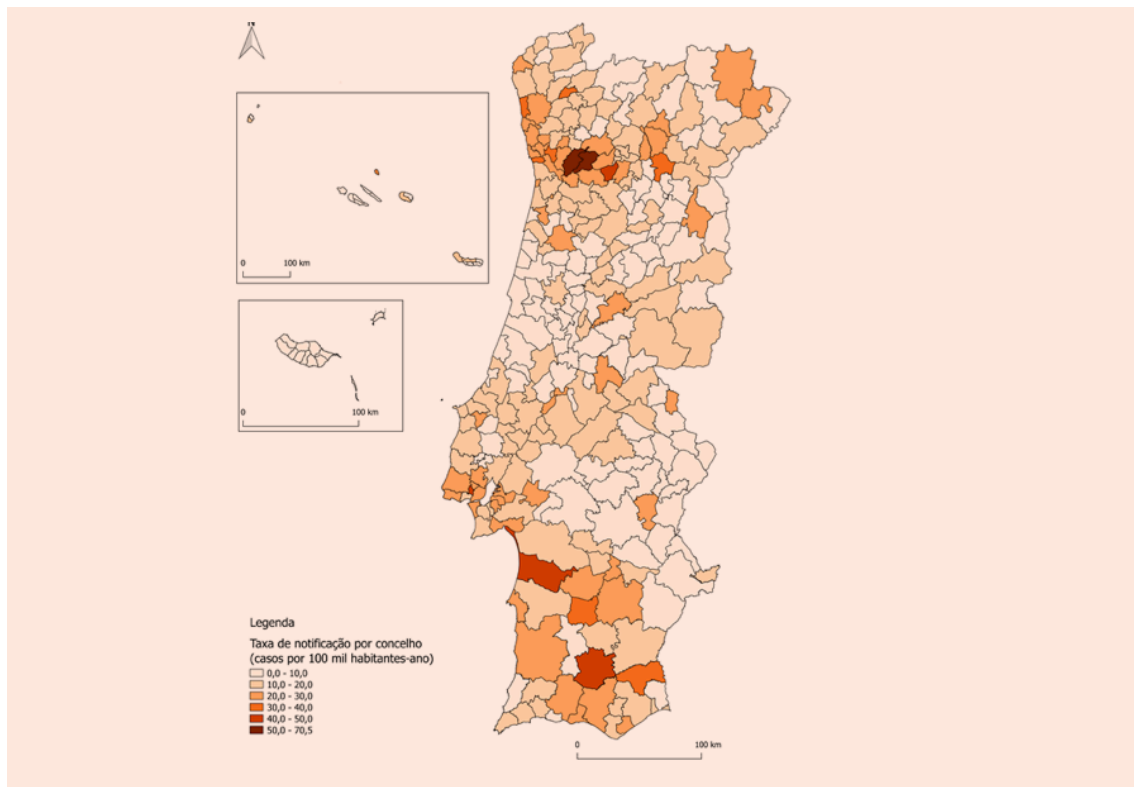 N
0
100 km
0
100 km
Legenda
Taxa de notificação por concelho
(casos por 100 mil habitantes-ano)
0,0 - 10,0
10,0 - 20,0
20,0 - 30,0
30,0 - 40,0
40,0 - 50,0
50,0 - 70,5
0
100 km